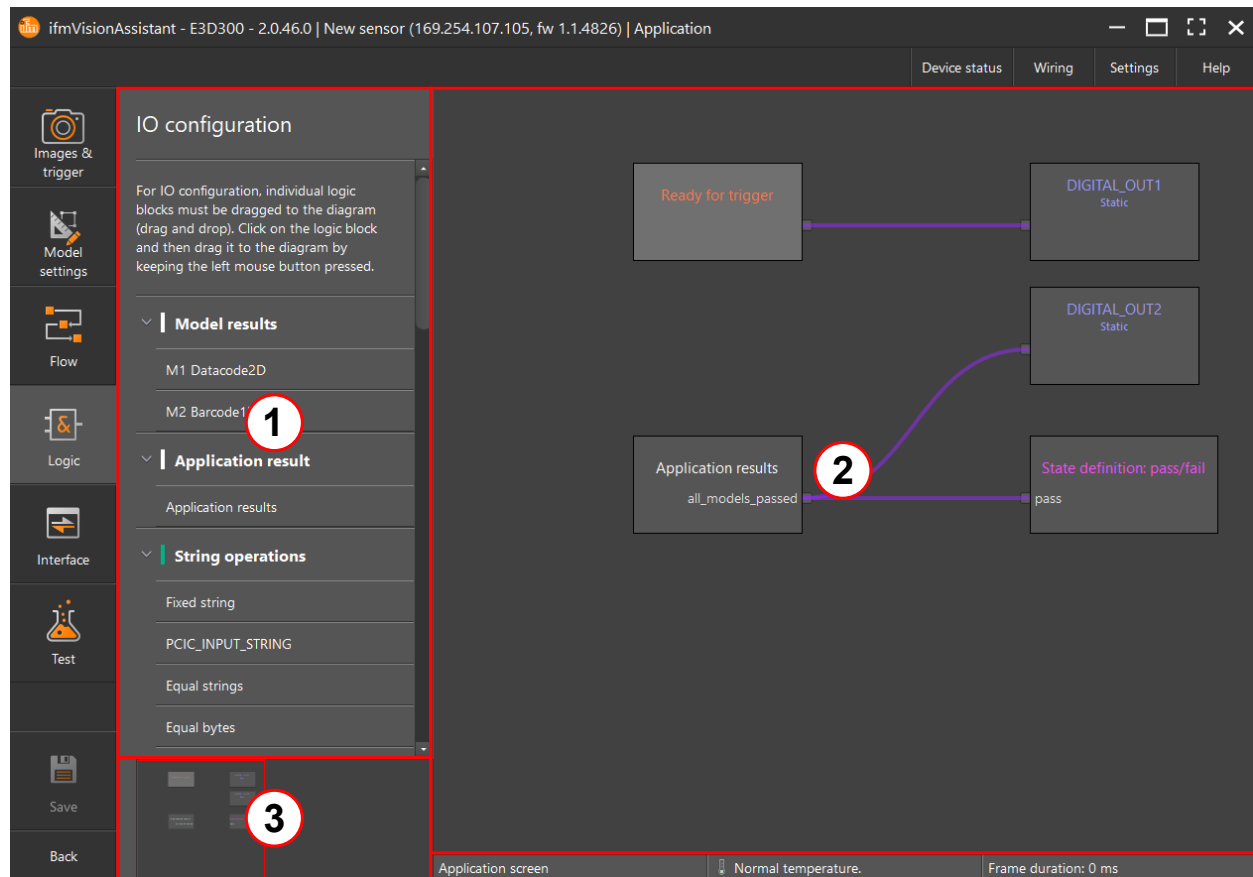 ifm ifmVisionAssistant - E3D300 - 2.0.46.0 | New sensor (169.254.107.105, fw 1.1.4826) | Application
Device status Wiring Settings Help
Images &
trigger
Model
settings
Flow
Logic
Interface
Test
Save
Back
IO configuration
For IO configuration, individual logic
blocks must be dragged to the diagram
(drag and drop). Click on the logic block
and then drag it to the diagram by
keeping the left mouse button pressed.
Model results
M1 Datacode2D
M2 Barcode1
1
Application result
Application results
String operations
Fixed string
PCIC_INPUT_STRING
Equal strings
Equal bytes
3
Ready for trigger
DIGITAL_OUT1
Static
DIGITAL_OUT2
Static
Application results
all_models_passed
2
State definition: pass/fail
pass
Application screen
Normal temperature.
Frame duration: 0 ms